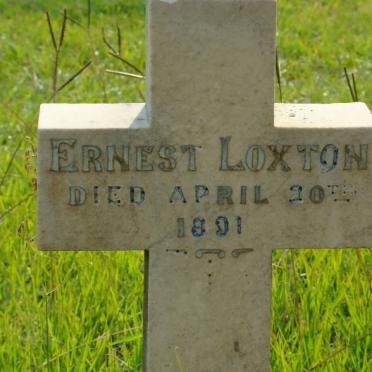 ERNEST LOXTON
DIED APRIL 20TH
1891